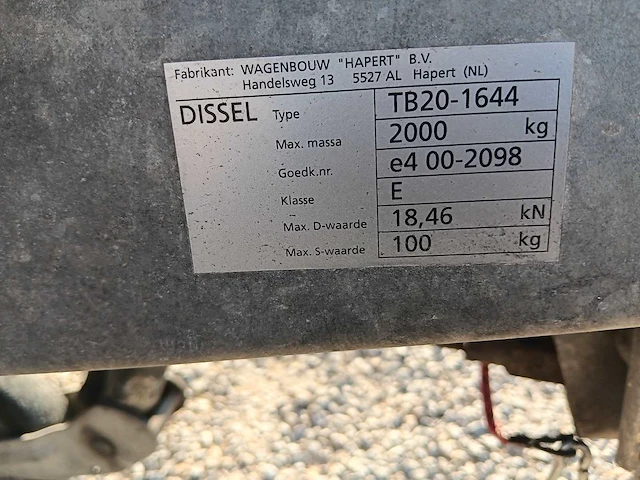 Fabrikant: WAGENBOUW "HAPERT" B.V.
Handelsweg 13 5527 AL Hapert (NL)
DISSEL Type TB20-1644
Max. massa 2000 kg
Goedk.nr. e4 00-2098
Klasse E
Max. D-waarde 18,46 kN
Max. S-waarde 100 kg